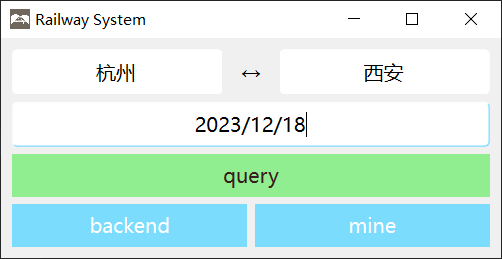 Railway System
杭州 ↔ 西安
2023/12/18
query
backend mine